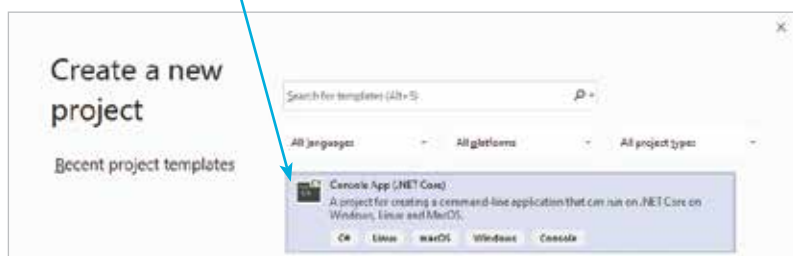 Create a new
project
Search for templates (Alt+S)
All languages
All platforms
All project types
Recent project templates
Console App (.NET Core)
A project for creating a command-line application that can run on .NET Core on
Windows, Linux and MacOS.
C#
Linux
macOS
Windows
Console